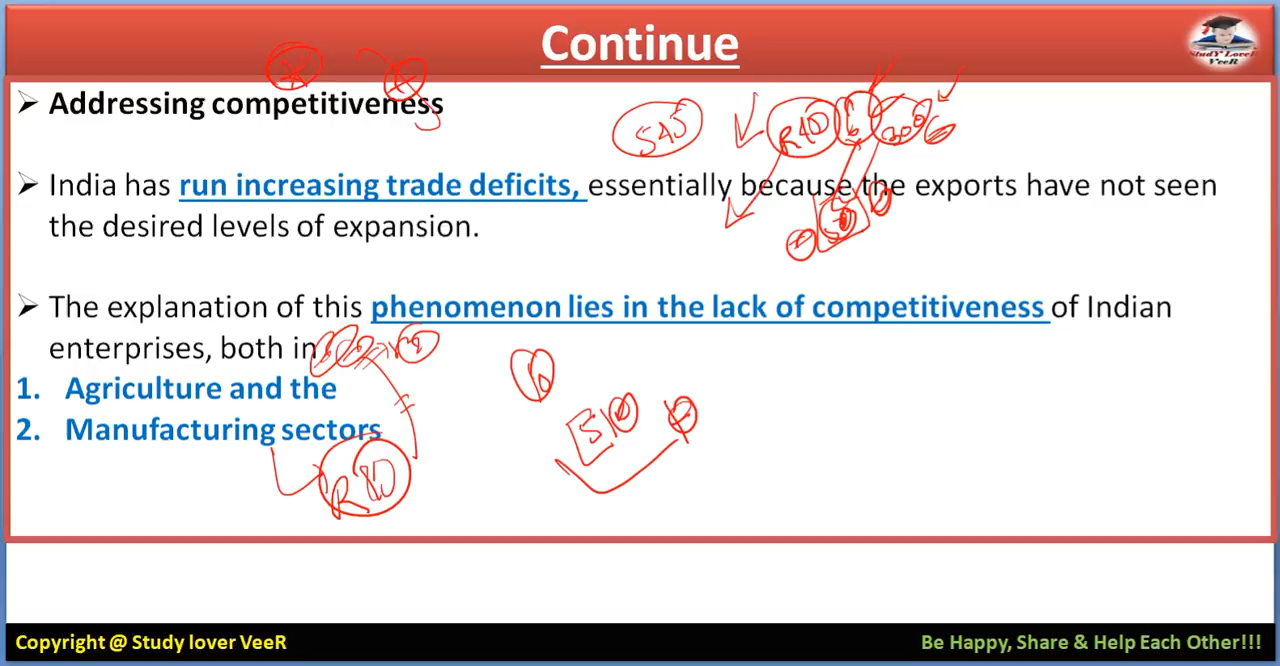 Continue
StudY LoveR
VeeR
➢ Addressing competitiveness
545
R40
➢ India has run increasing trade deficits, essentially because the exports have not seen
the desired levels of expansion.
➢ The explanation of this phenomenon lies in the lack of competitiveness of Indian
enterprises, both in
1. Agriculture and the
2. Manufacturing sectors
Copyright @ Study lover VeeR
Be Happy, Share & Help Each Other!!!